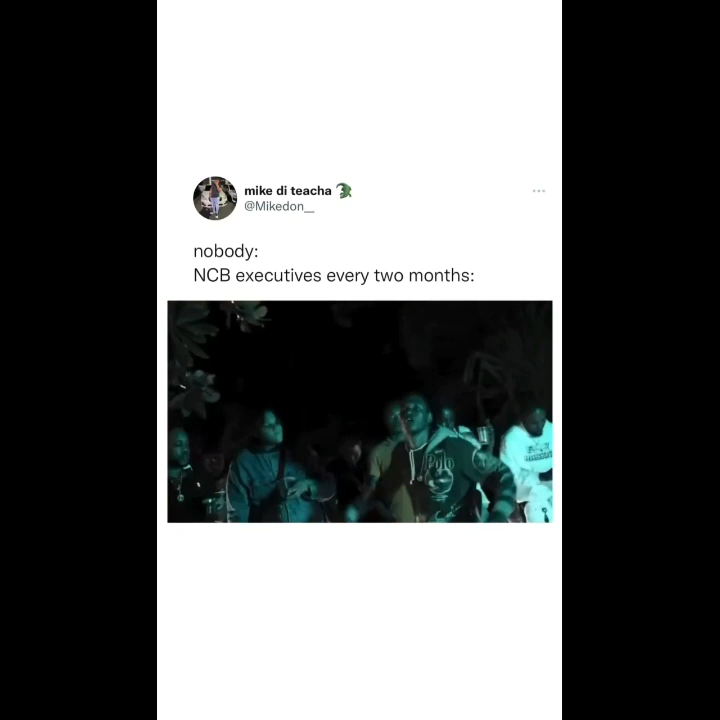 mike di teacha
@Mikedon__
nobody:
NCB executives every two months:
Polo